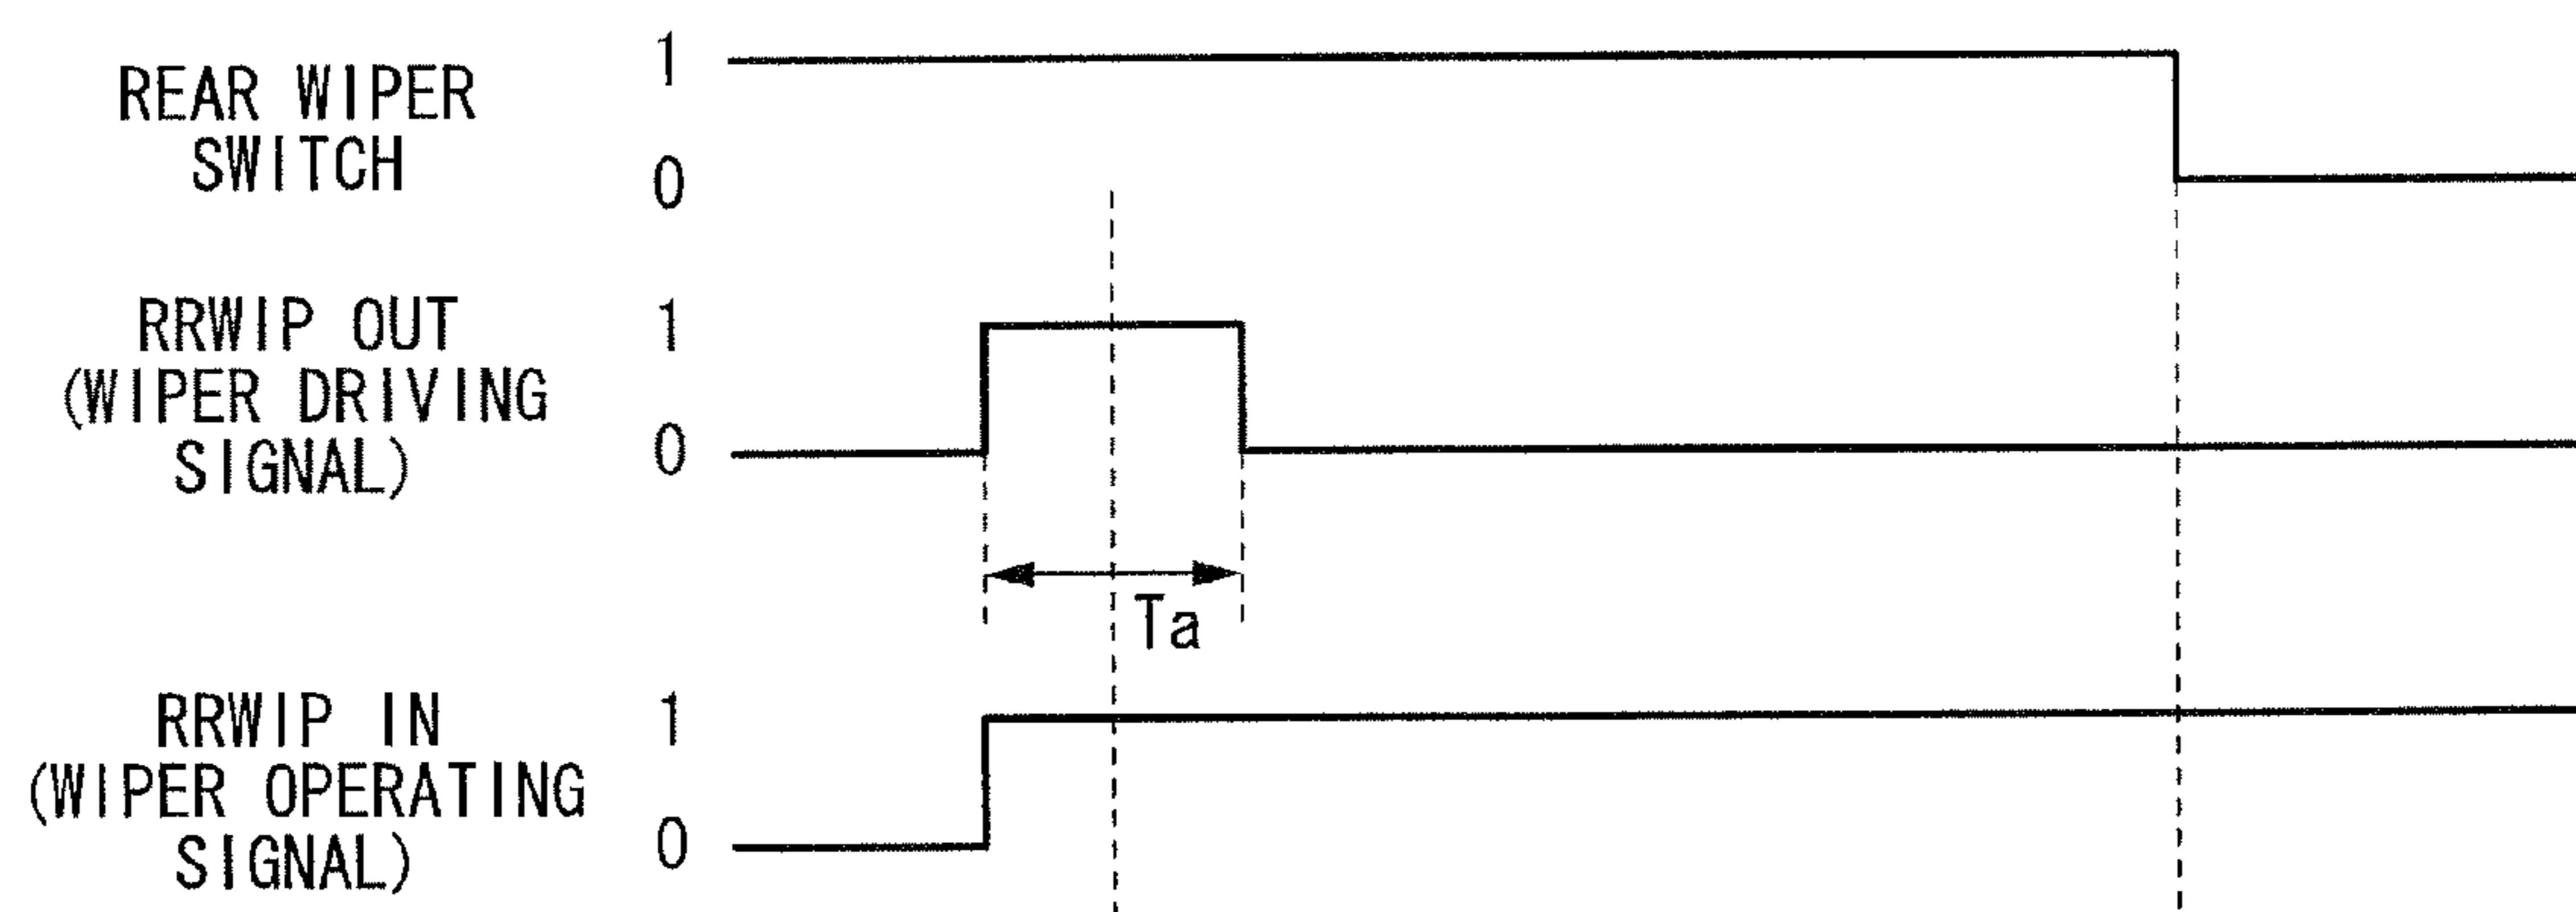 REAR WIPER
SWITCH
1
0
RRWIP OUT
(WIPER DRIVING
SIGNAL)
1
0
Ta
RRWIP IN
(WIPER OPERATING
SIGNAL)
1
0